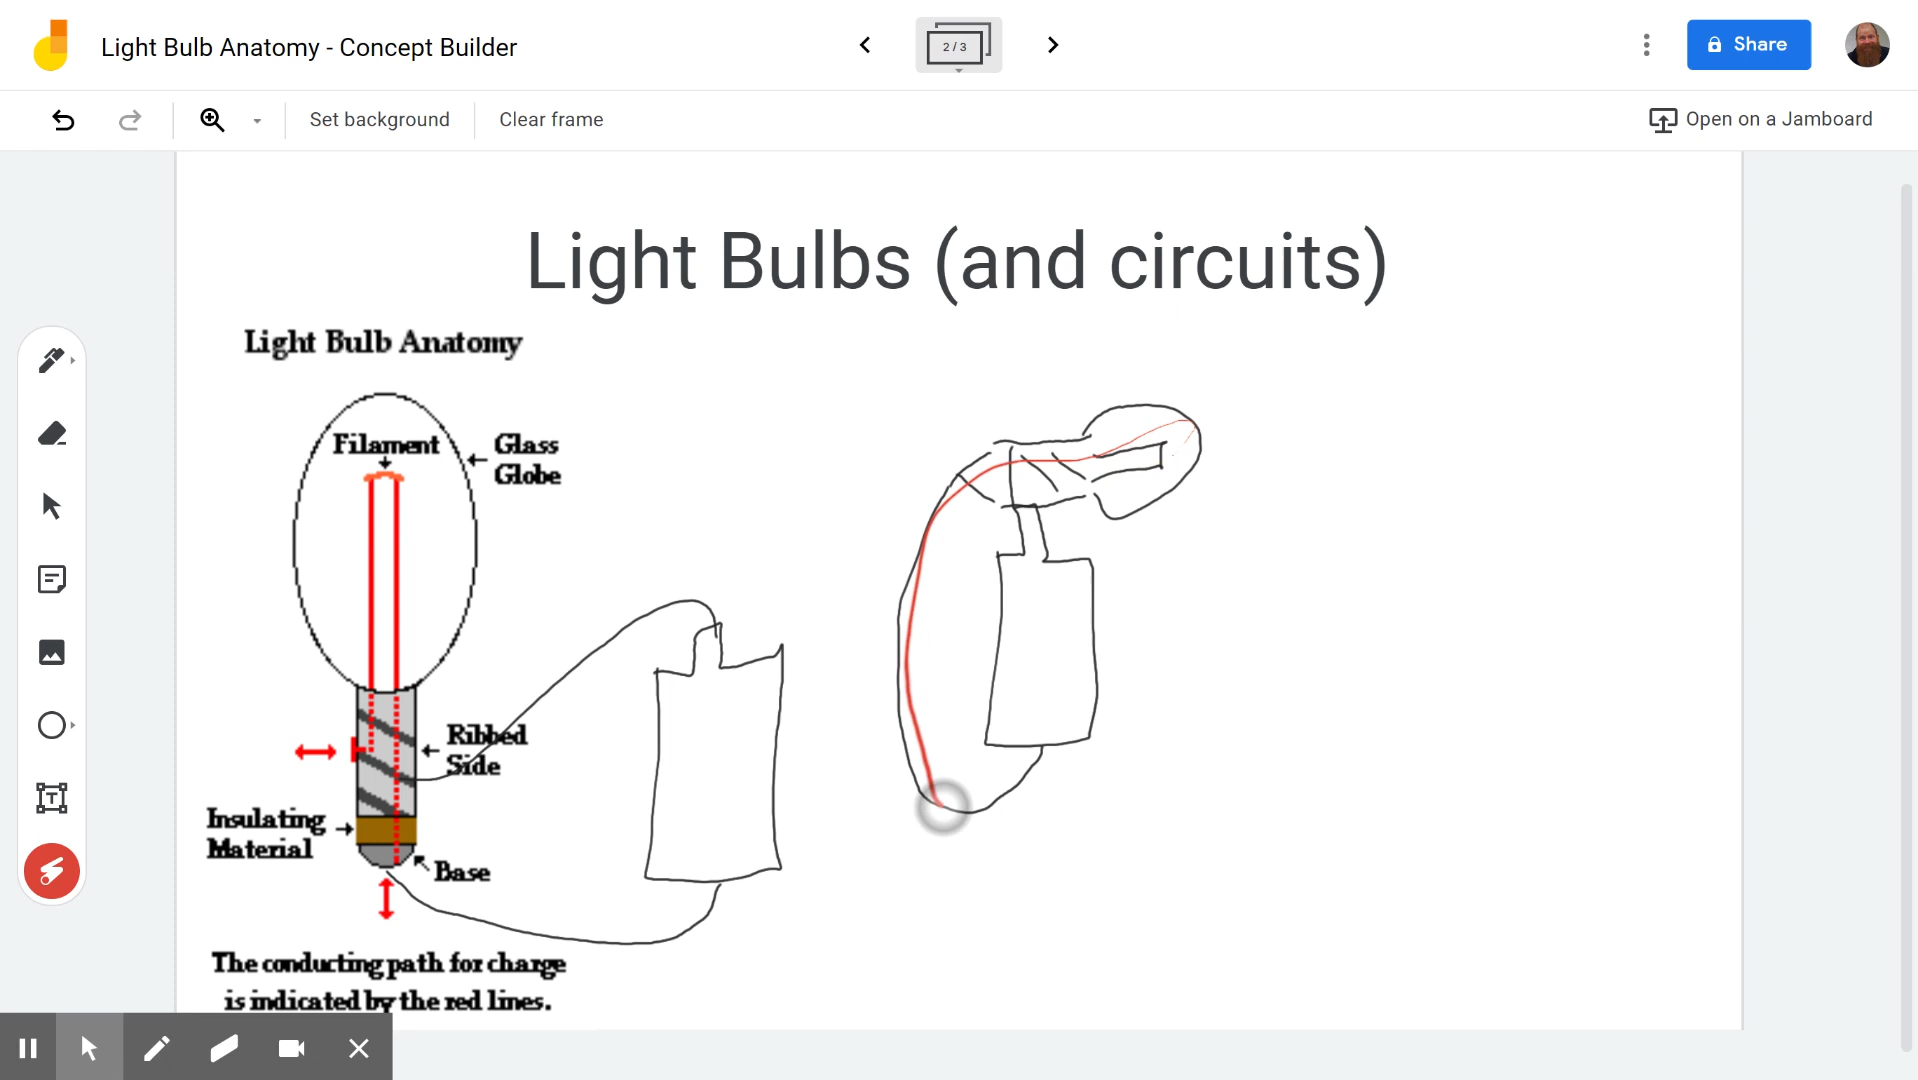 Light Bulb Anatomy - Concept Builder
2 / 3
Share
Set background
Clear frame
Open on a Jamboard
Light Bulbs (and circuits)
Light Bulb Anatomy
Filament
Glass
Globe
Ribbed
Side
Insulating
Material
Base
The conducting path for charge
is indicated by the red lines.